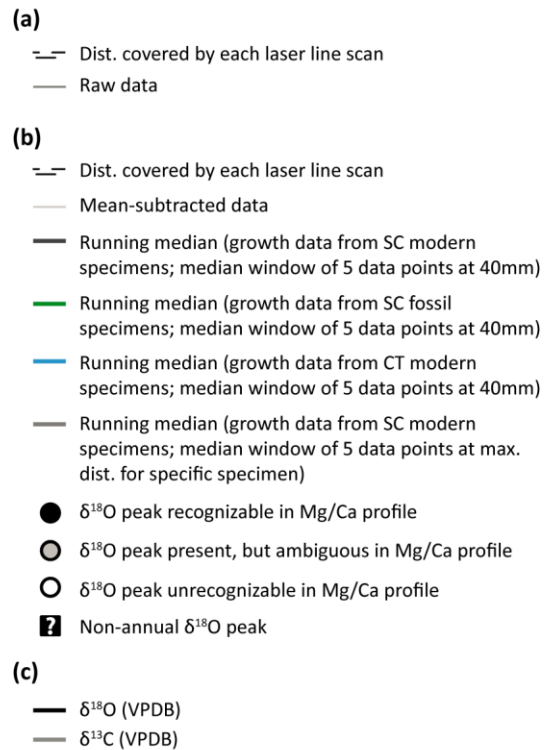 (a)
Dist. covered by each laser line scan
Raw data
(b)
Dist. covered by each laser line scan
Mean-subtracted data
Running median (growth data from SC modern
specimens; median window of 5 data points at 40mm)
Running median (growth data from SC fossil
specimens; median window of 5 data points at 40mm)
Running median (growth data from CT modern
specimens; median window of 5 data points at 40mm)
Running median (growth data from SC modern
specimens; median window of 5 data points at max.
dist. for specific specimen)
δ¹⁸O peak recognizable in Mg/Ca profile
δ¹⁸O peak present, but ambiguous in Mg/Ca profile
δ¹⁸O peak unrecognizable in Mg/Ca profile
? Non-annual δ¹⁸O peak
(c)
δ¹⁸O (VPDB)
δ¹³C (VPDB)